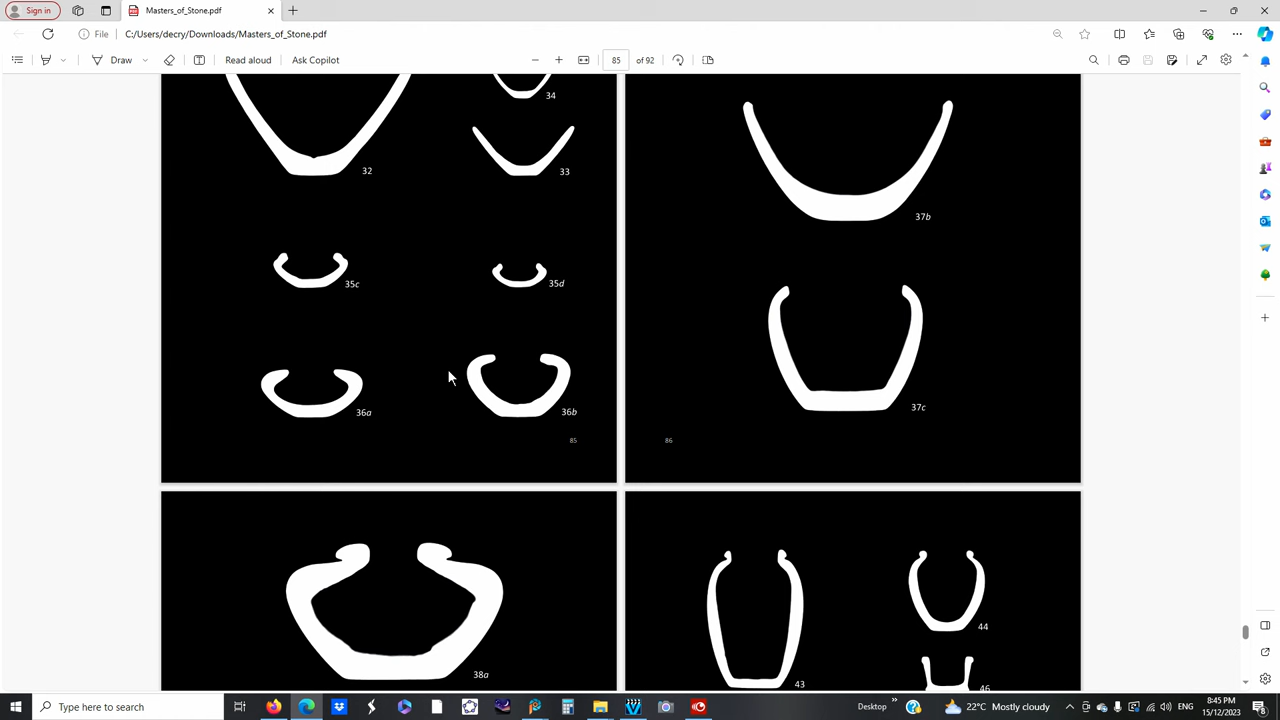 Sign in
Masters_of_Stone.pdf
File
C:/Users/decry/Downloads/Masters_of_Stone.pdf
Draw
Read aloud
Ask Copilot
85
of 92
34
32
33
37b
35c
35d
36a
36b
37c
85
86
38a
43
44
46
Type here to search
Desktop
22°C Mostly cloudy
ENG
8:45 PM
15/12/2023
8